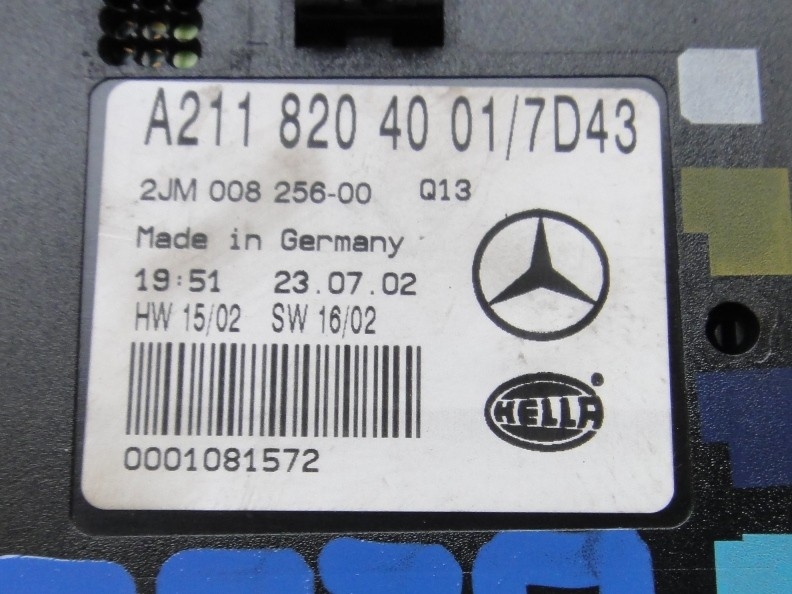 A211 820 40 01/7D43
2JM 008 256-00 Q13
Made in Germany
19:51 23.07.02
HW 15/02 SW 16/02
HELLA®
0001081572